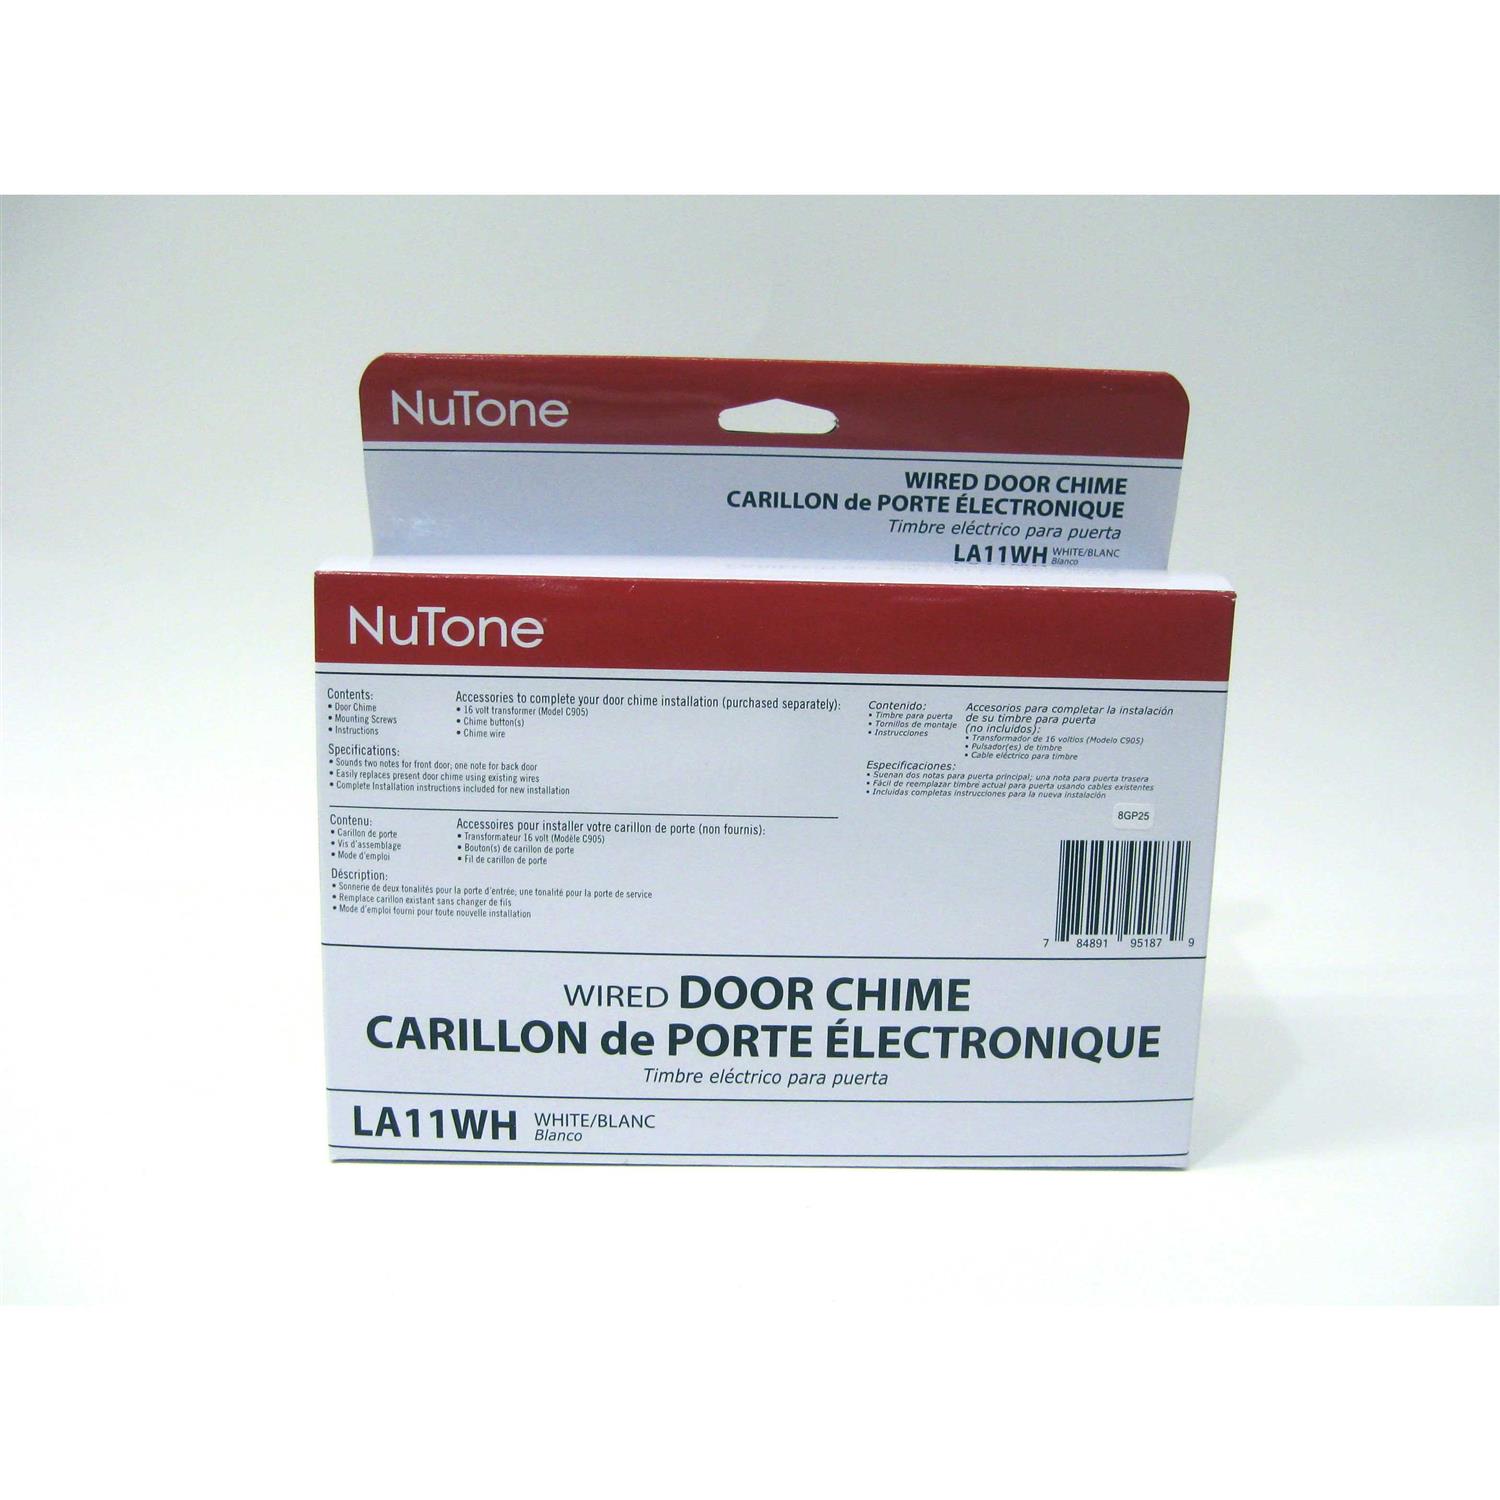 NuTone
WIRED DOOR CHIME
CARILLON de PORTE ÉLECTRONIQUE
Timbre eléctrico para puerta
LA11WH WHITE/BLANC
Blanco
NuTone
Contents:
• Door Chime
• Mounting Screws
• Instructions
Accessories to complete your door chime installation (purchased separately):
• 16 volt transformer (Model C905)
• Chime button(s)
• Chime wire
Specifications:
• Sounds two notes for front door; one note for back door
• Easily replaces present door chime using existing wires
• Complete Installation instructions included for new installation
Contenu:
• Carillon de porte
• Vis d'assemblage
• Mode d'emploi
Accessoires pour installer votre carillon de porte (non fournis):
• Transformateur 16 volt (Modèle C905)
• Bouton(s) de carillon de porte
• Fil de carillon de porte
Déscription:
• Sonnerie de deux tonalités pour la porte d'entrée; une tonalité pour la porte de service
• Remplace carillon existant sans changer de fils
• Mode d'emploi fourni pour toute nouvelle installation
Contenido:
• Timbre para puerta
• Tornillos de montaje
• Instrucciones
Accesorios para completar la instalación
de su timbre para puerta
(no incluidos):
• Transformador de 16 voltios (Modelo C905)
• Pulsador(es) de timbre
• Cable eléctrico para timbre
Especificaciones:
• Suenan dos notas para puerta principal; una nota para puerta trasera
• Fácil de reemplazar timbre actual para puerta usando cables existentes
• Incluidas completas instrucciones para la nueva instalación
8GP25
7 84891 95187 9
WIRED DOOR CHIME
CARILLON de PORTE ÉLECTRONIQUE
Timbre eléctrico para puerta
LA11WH WHITE/BLANC
Blanco